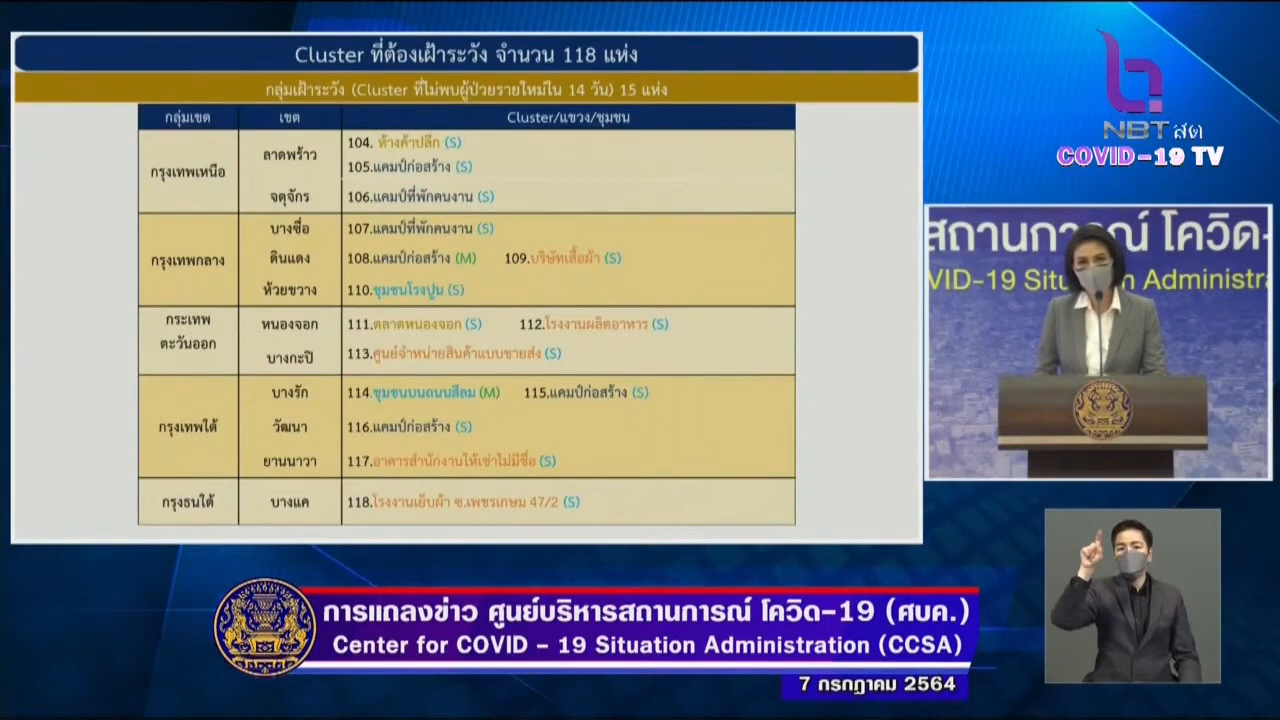 Cluster ที่ต้องเฝ้าระวัง จำนวน 118 แห่ง
กลุ่มเฝ้าระวัง (Cluster ที่ไม่พบผู้ป่วยรายใหม่ใน 14 วัน) 15 แห่ง
กลุ่มเขต เขต Cluster/แขวง/ชุมชน
กรุงเทพเหนือ
ลาดพร้าว
104. ห้างค้าปลีก (S)
105.แคมป์ก่อสร้าง (S)
จตุจักร 106.แคมป์ที่พักคนงาน (S)
กรุงเทพกลาง
บางซื่อ 107.แคมป์ที่พักคนงาน (S)
ดินแดง 108.แคมป์ก่อสร้าง (M) 109.บริษัทเสื้อผ้า (S)
ห้วยขวาง 110.ชุมชนโรงปูน (S)
กระเทพ
ตะวันออก
หนองจอก 111.ตลาดหนองจอก (S) 112.โรงงานผลิตอาหาร (S)
บางกะปิ 113.ศูนย์จำหน่ายสินค้าแบบขายส่ง (S)
กรุงเทพใต้
บางรัก 114.ชุมชนบนถนนสีลม (M) 115.แคมป์ก่อสร้าง (S)
วัฒนา 116.แคมป์ก่อสร้าง (S)
ยานนาวา 117.อาคารสำนักงานให้เช่าไม่มีชื่อ (S)
กรุงธนใต้ บางแค 118.โรงงานเย็บผ้า ซ.เพชรเกษม 47/2 (S)
NBT สด
COVID-19 TV
สถานการณ์ โควิด-
VID-19 Situation Administra
การแถลงข่าว ศูนย์บริหารสถานการณ์ โควิด-19 (ศบค.)
Center for COVID - 19 Situation Administration (CCSA)
7 กรกฎาคม 2564